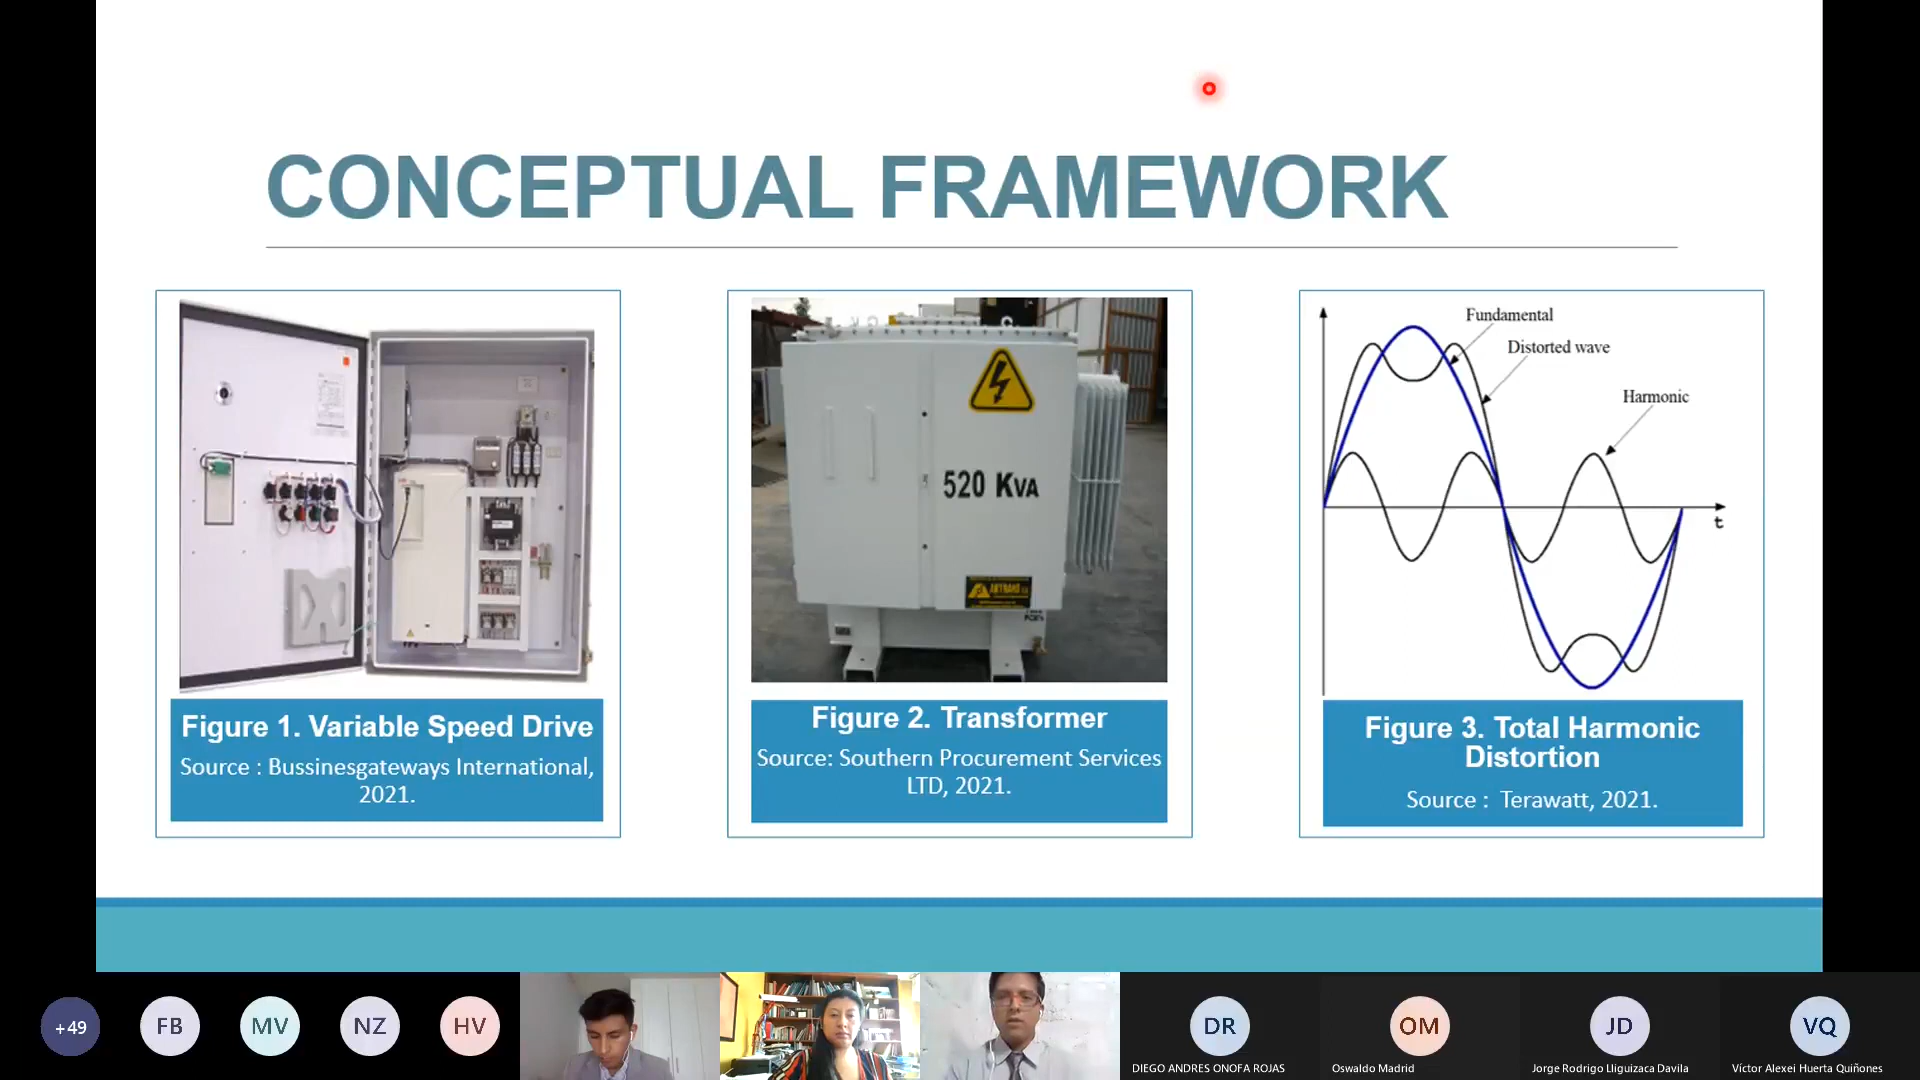 CONCEPTUAL FRAMEWORK
Fundamental
Distorted wave
Harmonic
t
520 KVA
Figure 1. Variable Speed Drive
Source : Bussinesgateways International,
2021.
Figure 2. Transformer
Source: Southern Procurement Services
LTD, 2021.
Figure 3. Total Harmonic
Distortion
Source : Terawatt, 2021.
+49
FB
MV
NZ
HV
DR
OM
JD
VQ
DIEGO ANDRES ONOFA ROJAS
Oswaldo Madrid
Jorge Rodrigo Lliguizaca Davila
Víctor Alexei Huerta Quiñones